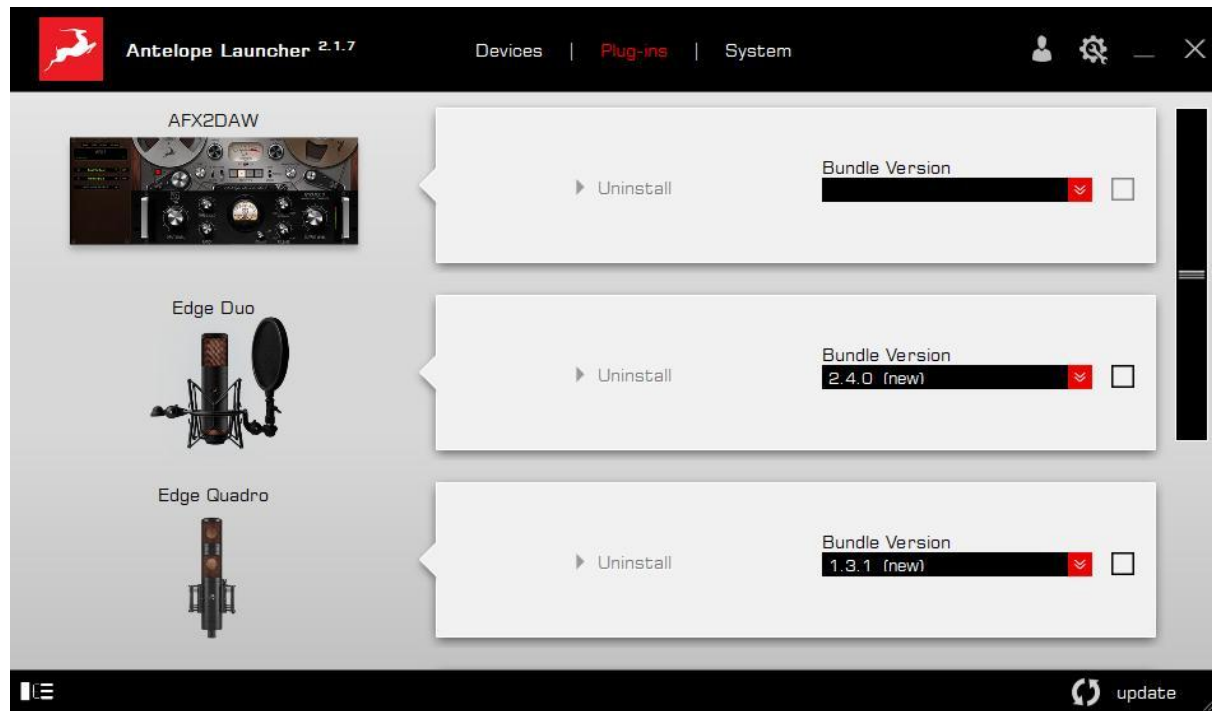 Antelope Launcher 2.1.7
Devices | Plug-ins | System
AFX2DAW
Bundle Version
Uninstall
Edge Duo
Bundle Version
Uninstall
2.4.0 (new)
Edge Quadro
Bundle Version
Uninstall
1.3.1 (new)
update